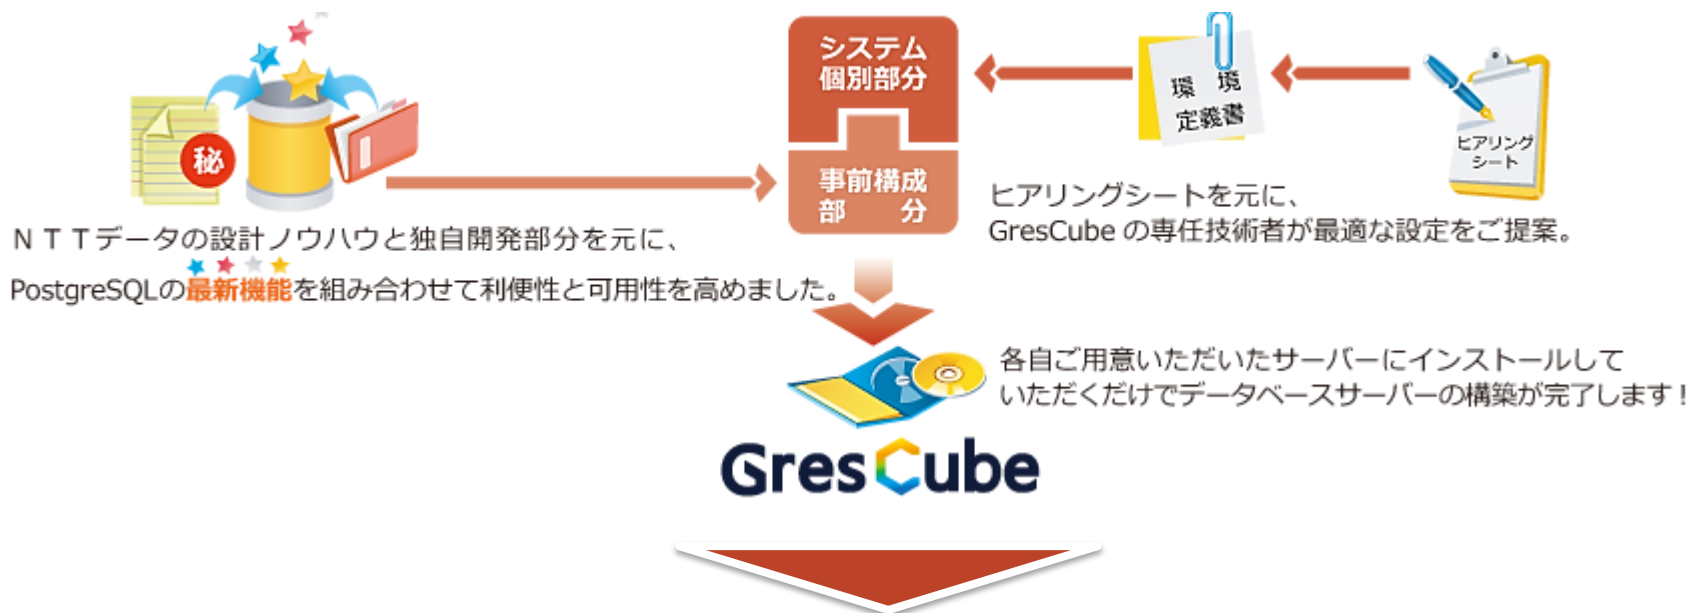 システム
個別部分
環 境
定義書
ヒアリング
シート
秘
事前構成
部 分
ＮＴＴデータの設計ノウハウと独自開発部分を元に、
PostgreSQLの最新機能を組み合わせて利便性と可用性を高めました。
ヒアリングシートを元に、
GresCube の専任技術者が最適な設定をご提案。
各自ご用意いただいたサーバーにインストールして
いただくだけでデータベースサーバーの構築が完了します！
GresCube